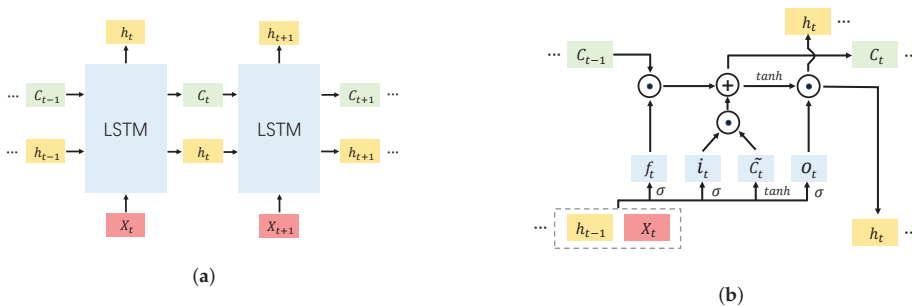 h_t h_{t+1}
... C_{t-1} C_t C_{t+1} ...
LSTM LSTM
... h_{t-1} h_t h_{t+1} ...
X_t X_{t+1}
(a)
h_t ...
... C_{t-1} C_t ...
tanh
f_t i_t C̃_t o_t
σ σ tanh σ
... h_{t-1} X_t
h_t ...
(b)